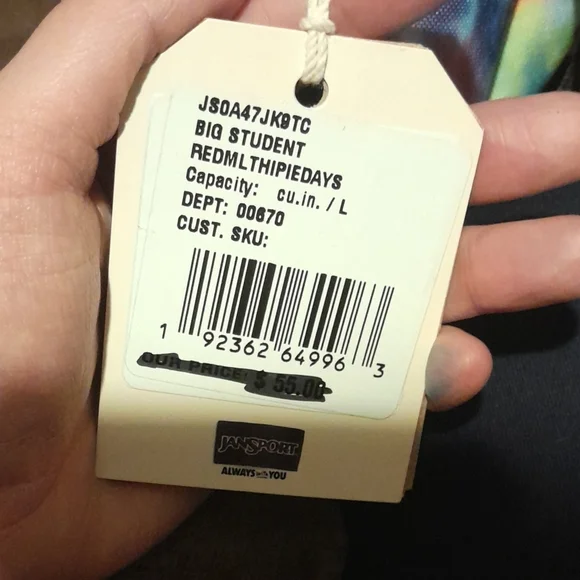 JS0A47JK9TC
BIG STUDENT
REDMLTHIPIEDAYS
Capacity: cu.in. / L
DEPT: 00670
CUST. SKU:
1 92362 64996 3
OUR PRICE: $ 55.00
JANSPORT
ALWAYS with YOU